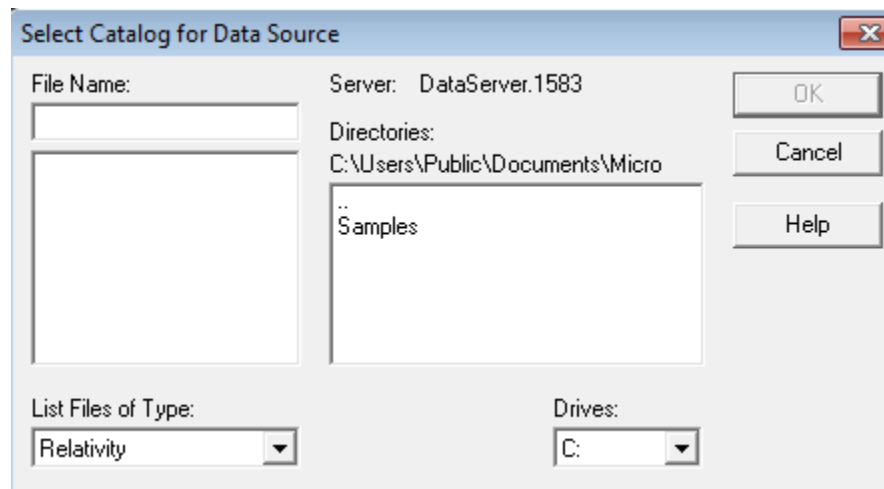 Select Catalog for Data Source
File Name:
Server: DataServer.1583
OK
Directories:
C:\Users\Public\Documents\Micro
Cancel
..
Samples
Help
List Files of Type:
Relativity
Drives:
C: